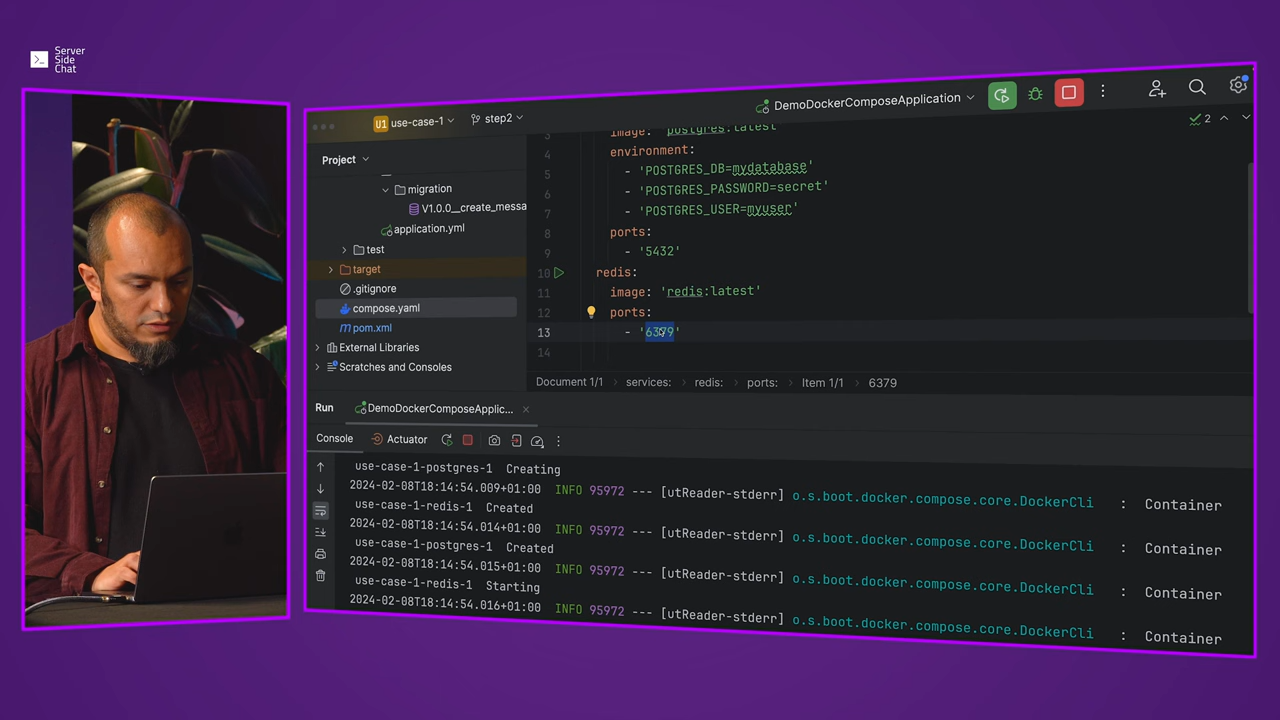 Server
Side
Chat
U1 use-case-1
step2
DemoDockerComposeApplication
Project
migration
V1.0.0__create_messa
application.yml
test
target
.gitignore
compose.yaml
pom.xml
External Libraries
Scratches and Consoles
2
3 image: 'postgres:latest'
4 environment:
5 - 'POSTGRES_DB=mydatabase'
6 - 'POSTGRES_PASSWORD=secret'
7 - 'POSTGRES_USER=myuser'
8 ports:
9 - '5432'
10 redis:
11 image: 'redis:latest'
12 ports:
13 - '6379'
14
Document 1/1 services: redis: ports: Item 1/1 6379
Run DemoDockerComposeApplic...
Console Actuator
use-case-1-postgres-1 Creating
2024-02-08T18:14:54.009+01:00 INFO 95972 --- [utReader-stderr] o.s.boot.docker.compose.core.DockerCli : Container
use-case-1-redis-1 Created
2024-02-08T18:14:54.014+01:00 INFO 95972 --- [utReader-stderr] o.s.boot.docker.compose.core.DockerCli : Container
use-case-1-postgres-1 Created
2024-02-08T18:14:54.015+01:00 INFO 95972 --- [utReader-stderr] o.s.boot.docker.compose.core.DockerCli : Container
use-case-1-redis-1 Starting
2024-02-08T18:14:54.016+01:00 INFO 95972 --- [utReader-stderr] o.s.boot.docker.compose.core.DockerCli : Container